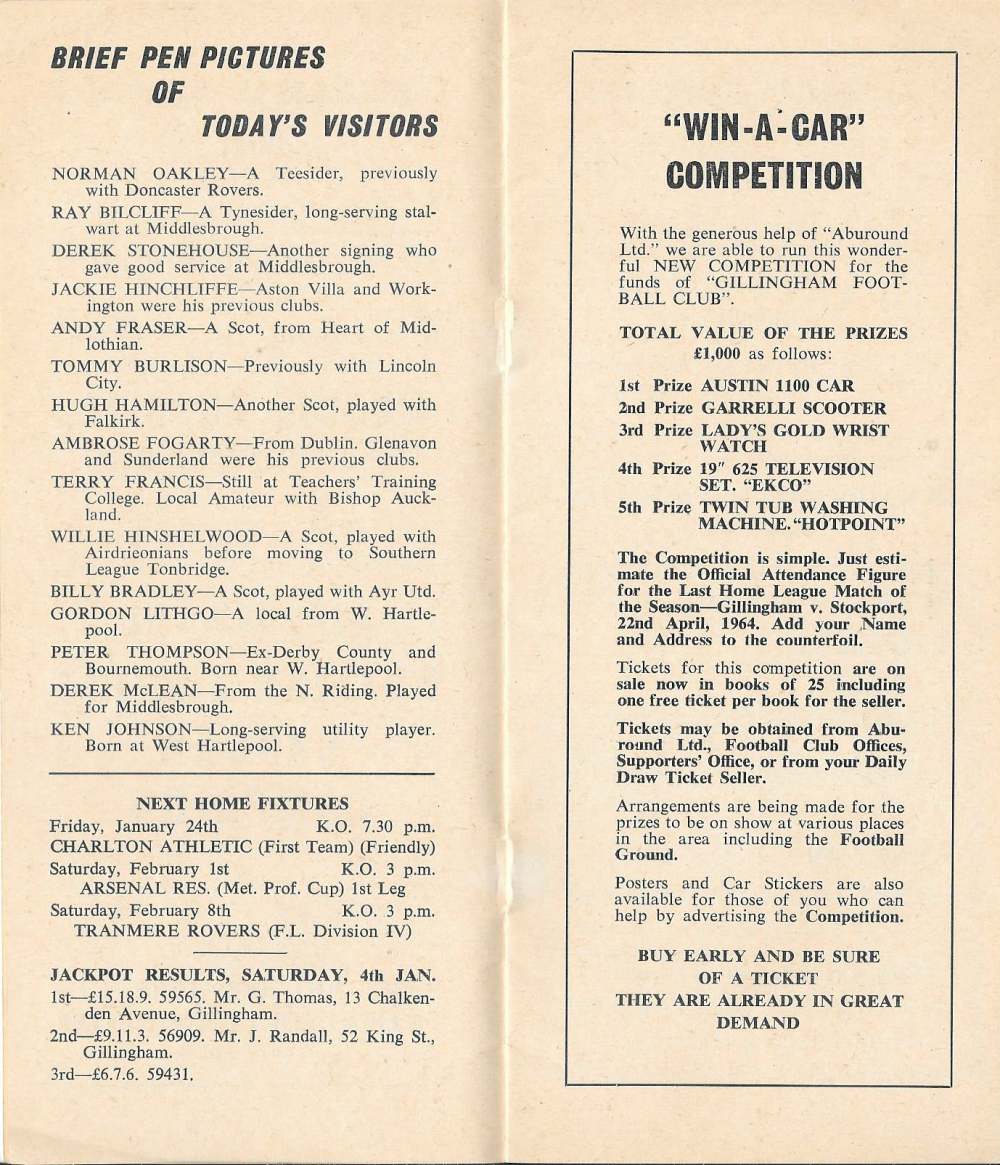 BRIEF PEN PICTURES
OF
TODAY'S VISITORS
NORMAN OAKLEY—A Teesider, previously
with Doncaster Rovers.
RAY BILCLIFF—A Tynesider, long-serving stal-
wart at Middlesbrough.
DEREK STONEHOUSE—Another signing who
gave good service at Middlesbrough.
JACKIE HINCHLIFFE—Aston Villa and Work-
ington were his previous clubs.
ANDY FRASER—A Scot, from Heart of Mid-
lothian.
TOMMY BURLISON—Previously with Lincoln
City.
HUGH HAMILTON—Another Scot, played with
Falkirk.
AMBROSE FOGARTY—From Dublin. Glenavon
and Sunderland were his previous clubs.
TERRY FRANCIS—Still at Teachers' Training
College. Local Amateur with Bishop Auck-
land.
WILLIE HINSHELWOOD—A Scot, played with
Airdrieonians before moving to Southern
League Tonbridge.
BILLY BRADLEY—A Scot, played with Ayr Utd.
GORDON LITHGO—A local from W. Hartle-
pool.
PETER THOMPSON—Ex-Derby County and
Bournemouth. Born near W. Hartlepool.
DEREK McLEAN—From the N. Riding. Played
for Middlesbrough.
KEN JOHNSON—Long-serving utility player.
Born at West Hartlepool.
NEXT HOME FIXTURES
Friday, January 24th K.O. 7.30 p.m.
CHARLTON ATHLETIC (First Team) (Friendly)
Saturday, February 1st K.O. 3 p.m.
ARSENAL RES. (Met. Prof. Cup) 1st Leg
Saturday, February 8th K.O. 3 p.m.
TRANMERE ROVERS (F.L. Division IV)
JACKPOT RESULTS, SATURDAY, 4th JAN.
1st—£15.18.9. 59565. Mr. G. Thomas, 13 Chalken-
den Avenue, Gillingham.
2nd—£9.11.3. 56909. Mr. J. Randall, 52 King St.,
Gillingham.
3rd—£6.7.6. 59431.
"WIN-A-CAR"
COMPETITION
With the generous help of "Aburound
Ltd." we are able to run this wonder-
ful NEW COMPETITION for the
funds of "GILLINGHAM FOOT-
BALL CLUB".
TOTAL VALUE OF THE PRIZES
£1,000 as follows:
1st Prize AUSTIN 1100 CAR
2nd Prize GARRELLI SCOOTER
3rd Prize LADY'S GOLD WRIST
WATCH
4th Prize 19" 625 TELEVISION
SET. "EKCO"
5th Prize TWIN TUB WASHING
MACHINE. "HOTPOINT"
The Competition is simple. Just esti-
mate the Official Attendance Figure
for the Last Home League Match of
the Season—Gillingham v. Stockport,
22nd April, 1964. Add your Name
and Address to the counterfoil.
Tickets for this competition are on
sale now in books of 25 including
one free ticket per book for the seller.
Tickets may be obtained from Abu-
round Ltd., Football Club Offices,
Supporters' Office, or from your Daily
Draw Ticket Seller.
Arrangements are being made for the
prizes to be on show at various places
in the area including the Football
Ground.
Posters and Car Stickers are also
available for those of you who can
help by advertising the Competition.
BUY EARLY AND BE SURE
OF A TICKET
THEY ARE ALREADY IN GREAT
DEMAND